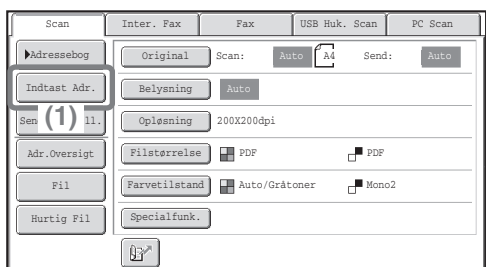 Scan Inter. Fax Fax USB Huk. Scan PC Scan
Adressebog Original Scan: Auto A4 Send: Auto
Indtast Adr. Belysning Auto
(1) ll. Opløsning 200X200dpi
Adr.Oversigt Filstørrelse PDF PDF
Fil Farvetilstand Auto/Gråtoner Mono2
Hurtig Fil Specialfunk.